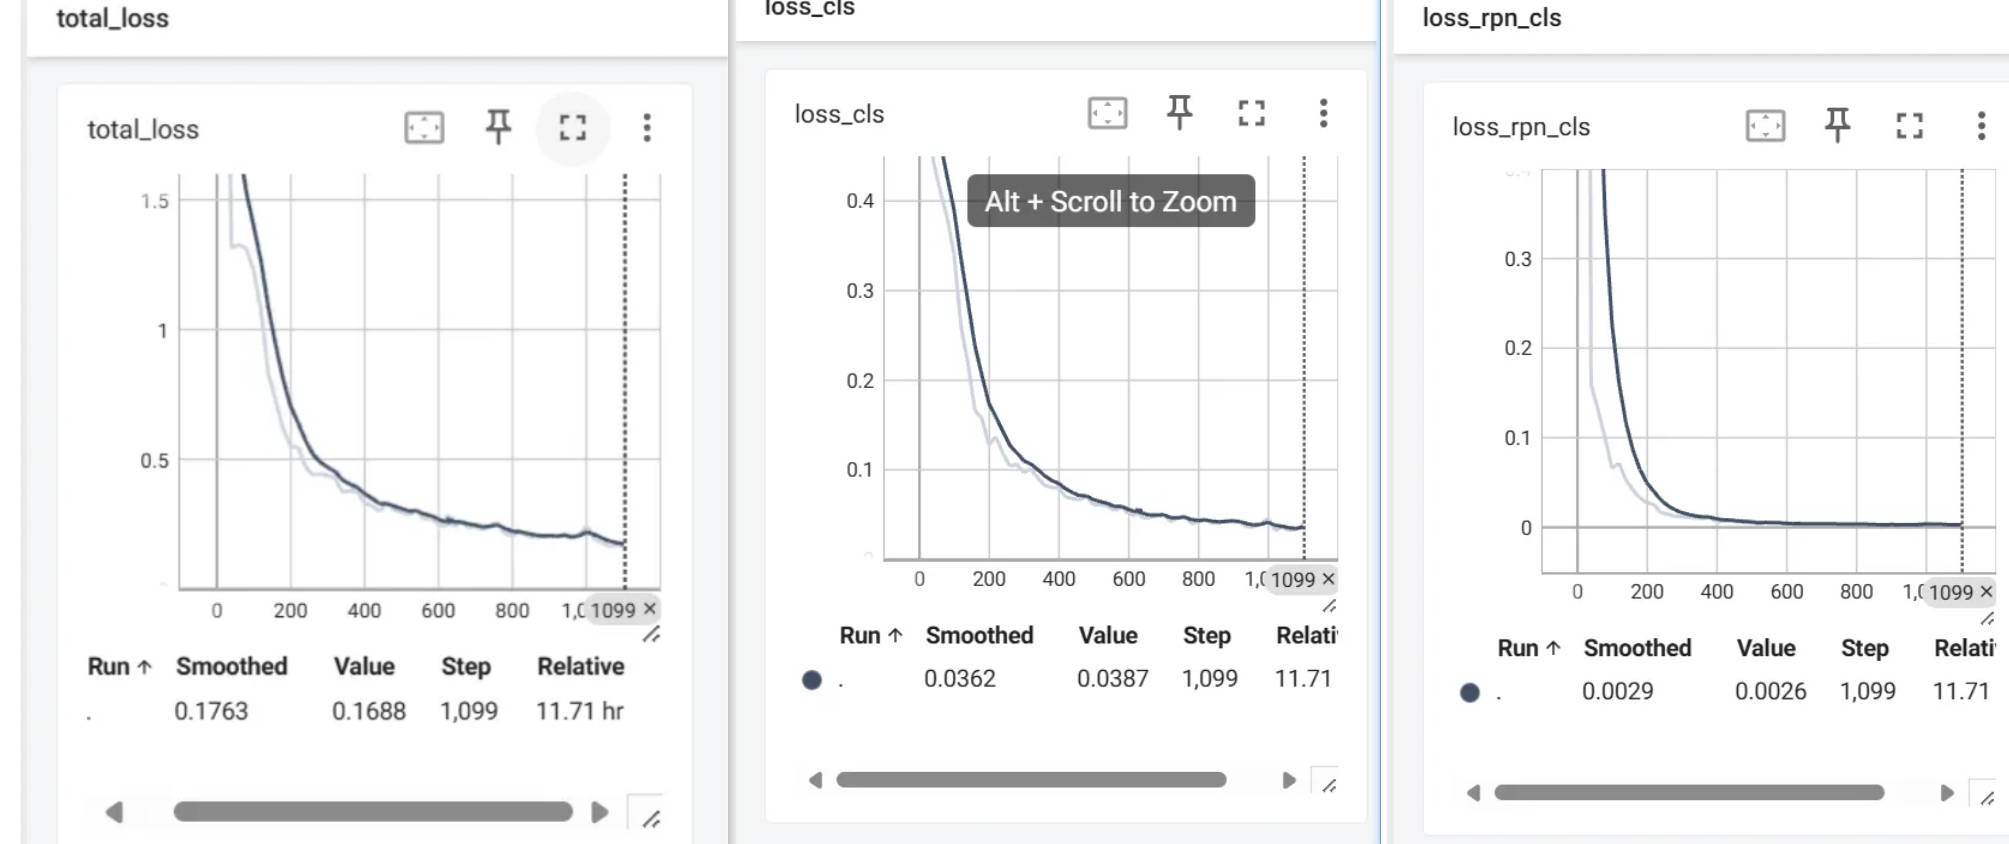 total_loss
total_loss
1.5
1
0.5
0 200 400 600 800 1,0 1099 ×
Run ↑ Smoothed Value Step Relative
. 0.1763 0.1688 1,099 11.71 hr
loss_cls
loss_cls
Alt + Scroll to Zoom
0.4
0.3
0.2
0.1
0 200 400 600 800 1,0 1099 ×
Run ↑ Smoothed Value Step Relati
. 0.0362 0.0387 1,099 11.71
loss_rpn_cls
loss_rpn_cls
0.3
0.2
0.1
0
0 200 400 600 800 1,0 1099 ×
Run ↑ Smoothed Value Step Relati
. 0.0029 0.0026 1,099 11.71